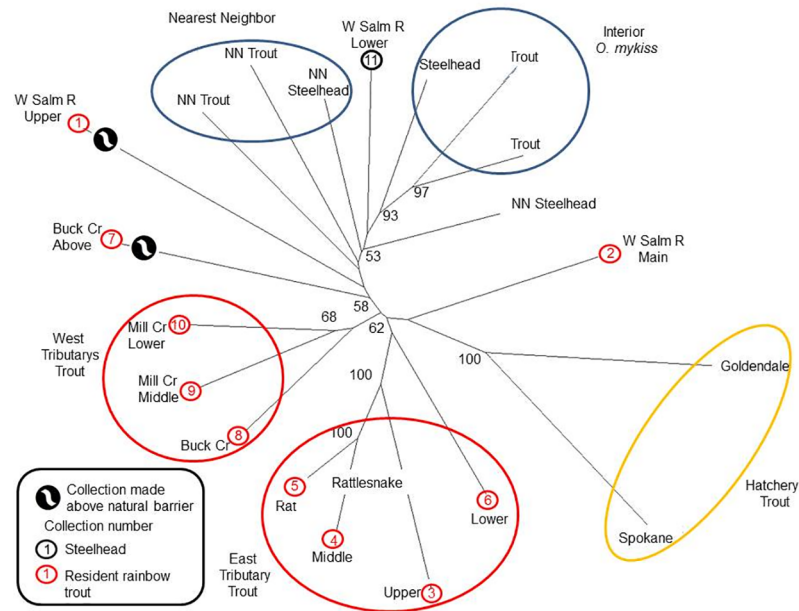 Nearest Neighbor
W Salm R
Lower
11
Interior
O. mykiss
NN Trout
NN
Steelhead
NN Trout
Steelhead
Trout
Trout
W Salm R
Upper
1
97
93
NN Steelhead
53
Buck Cr
Above
7
W Salm R
Main
2
58
68
62
West
Tributarys
Trout
Mill Cr
Lower
10
Mill Cr
Middle
9
Buck Cr
8
100
100
Goldendale
Hatchery
Trout
Spokane
100
5
Rat
Rattlesnake
4
Middle
6
Lower
Upper
3
East
Tributary
Trout
Collection made
above natural barrier
Collection number
1
Steelhead
1
Resident rainbow
trout